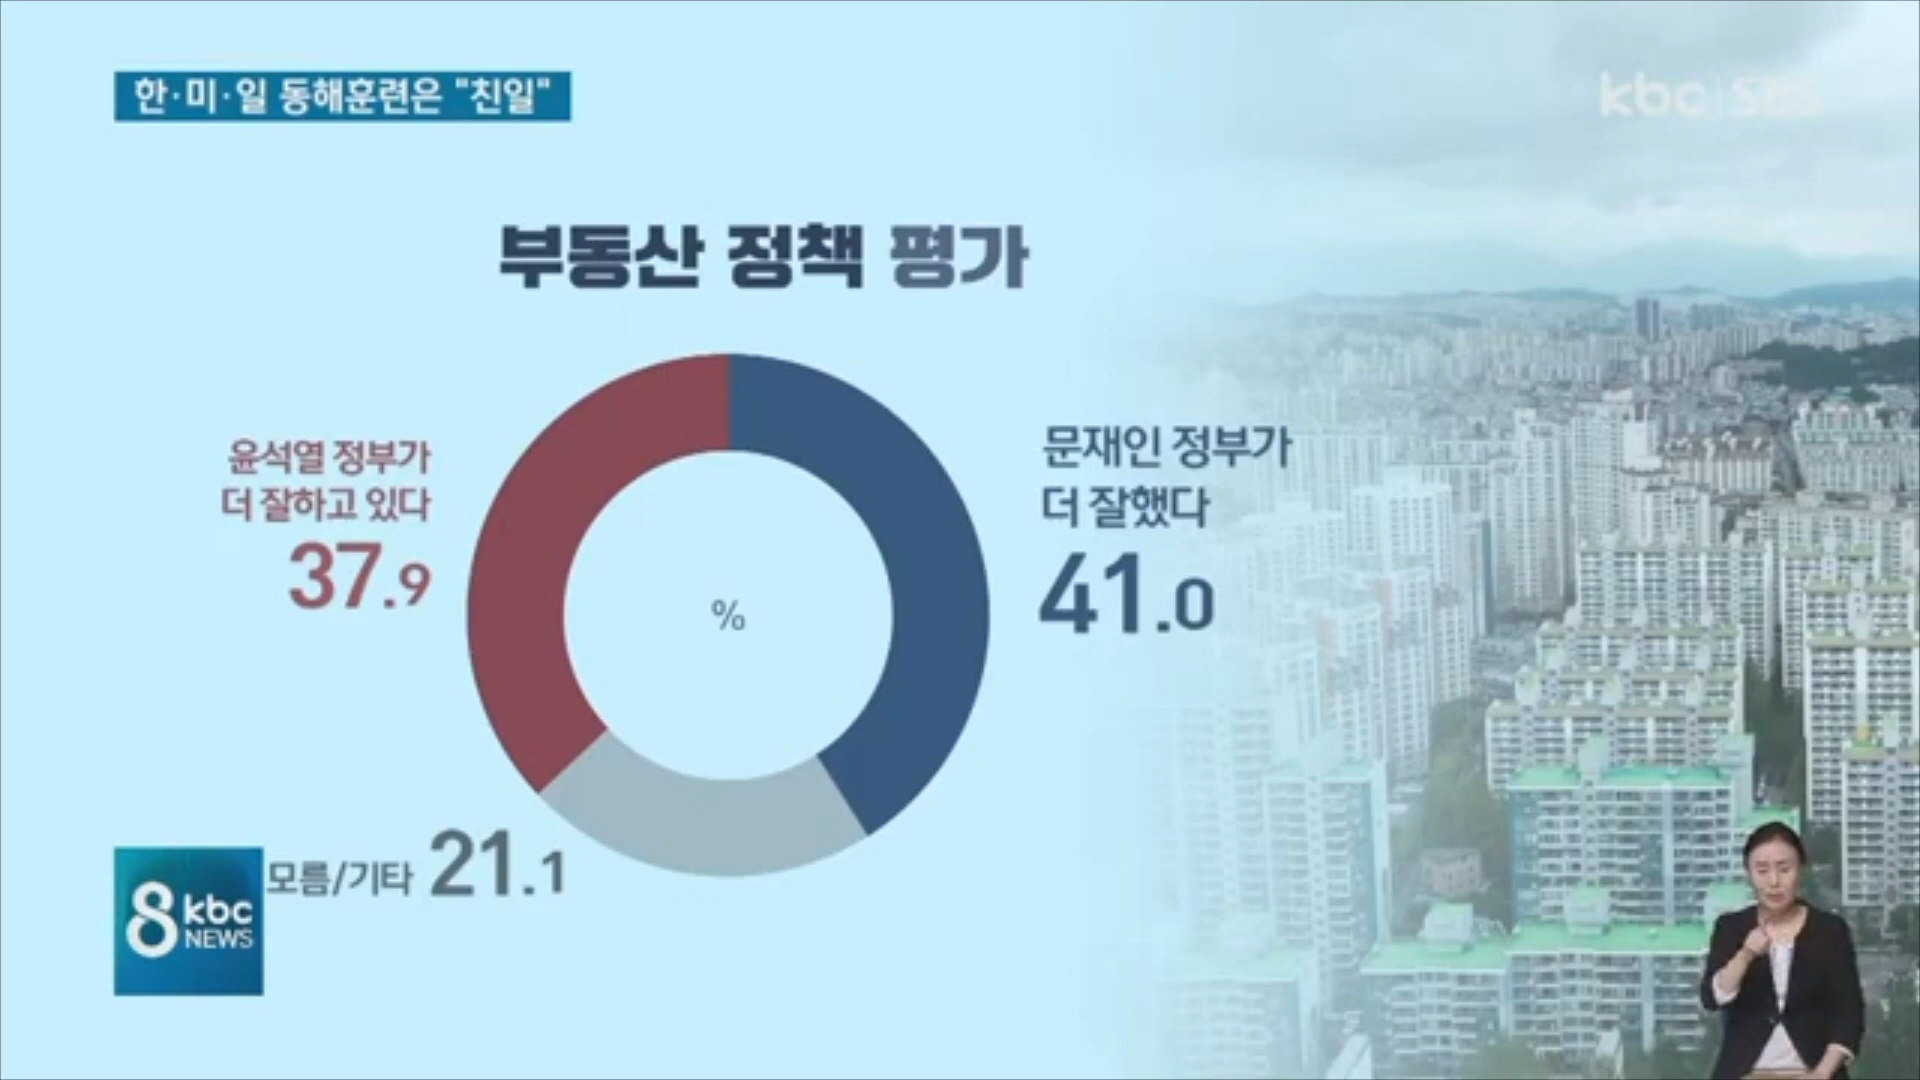 한·미·일 동해훈련은 "친일"
kbc SBS
부동산 정책 평가
윤석열 정부가
더 잘하고 있다
37.9
문재인 정부가
더 잘했다
41.0
%
모름/기타 21.1
8 kbc
NEWS